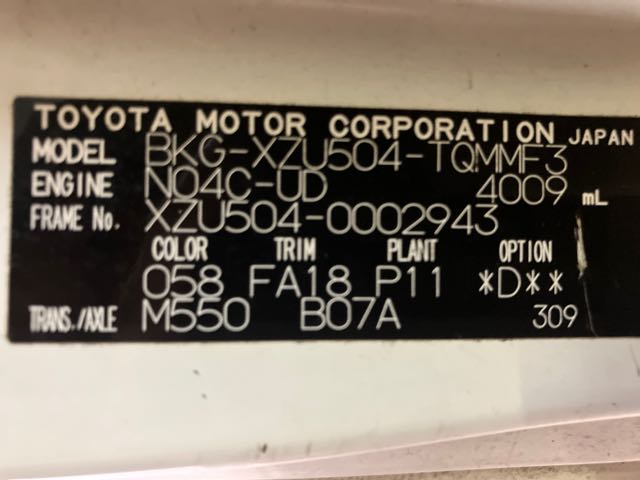 TOYOTA MOTOR CORPORATION JAPAN
MODEL BKG-XZU504-TQMMF3
ENGINE N04C-UD 4009 mL
FRAME No. XZU504-0002943
COLOR TRIM PLANT OPTION
058 FA18 P11 *D**
TRANS./AXLE M550 B07A 309